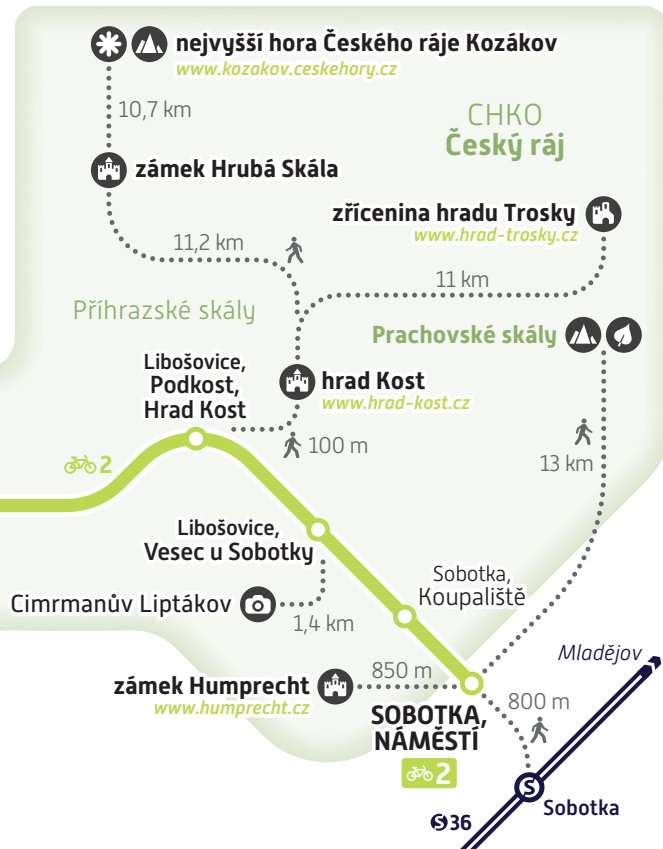 nejvyšší hora Českého ráje Kozákov
www.kozakov.ceskehory.cz
10,7 km
CHKO
Český ráj
zámek Hrubá Skála
zřícenina hradu Trosky
www.hrad-trosky.cz
11,2 km
11 km
Příhrazské skály
Prachovské skály
Libošovice,
Podkost,
Hrad Kost
hrad Kost
www.hrad-kost.cz
100 m
2
13 km
Libošovice,
Vesec u Sobotky
Sobotka,
Koupaliště
Cimrmanův Liptákov
1,4 km
Mladějov
850 m
zámek Humprecht
www.humprecht.cz
800 m
SOBOTKA,
NÁMĚSTÍ
2
S
Sobotka
S 36